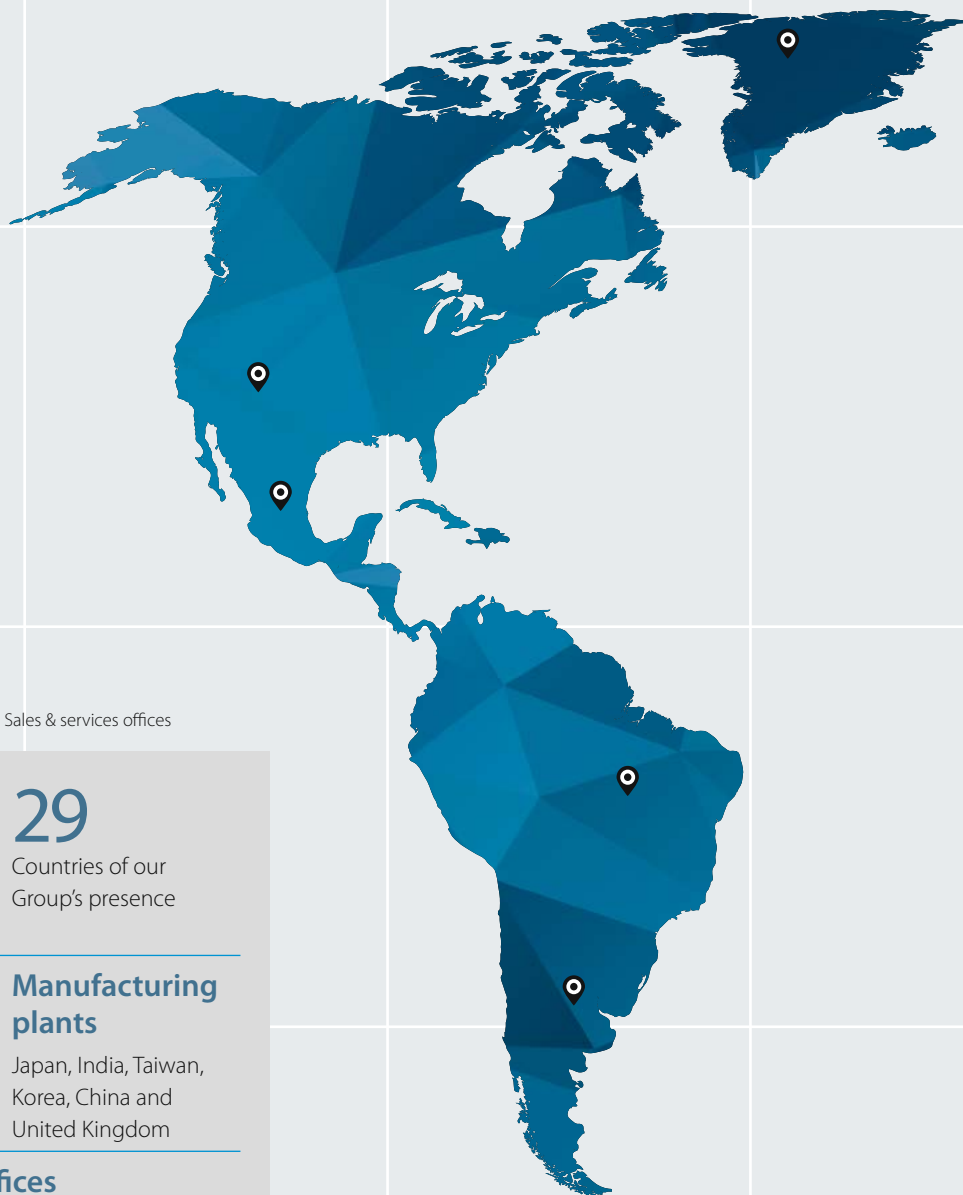 Sales & services offices
29
Countries of our
Group's presence
Manufacturing
plants
Japan, India, Taiwan,
Korea, China and
United Kingdom